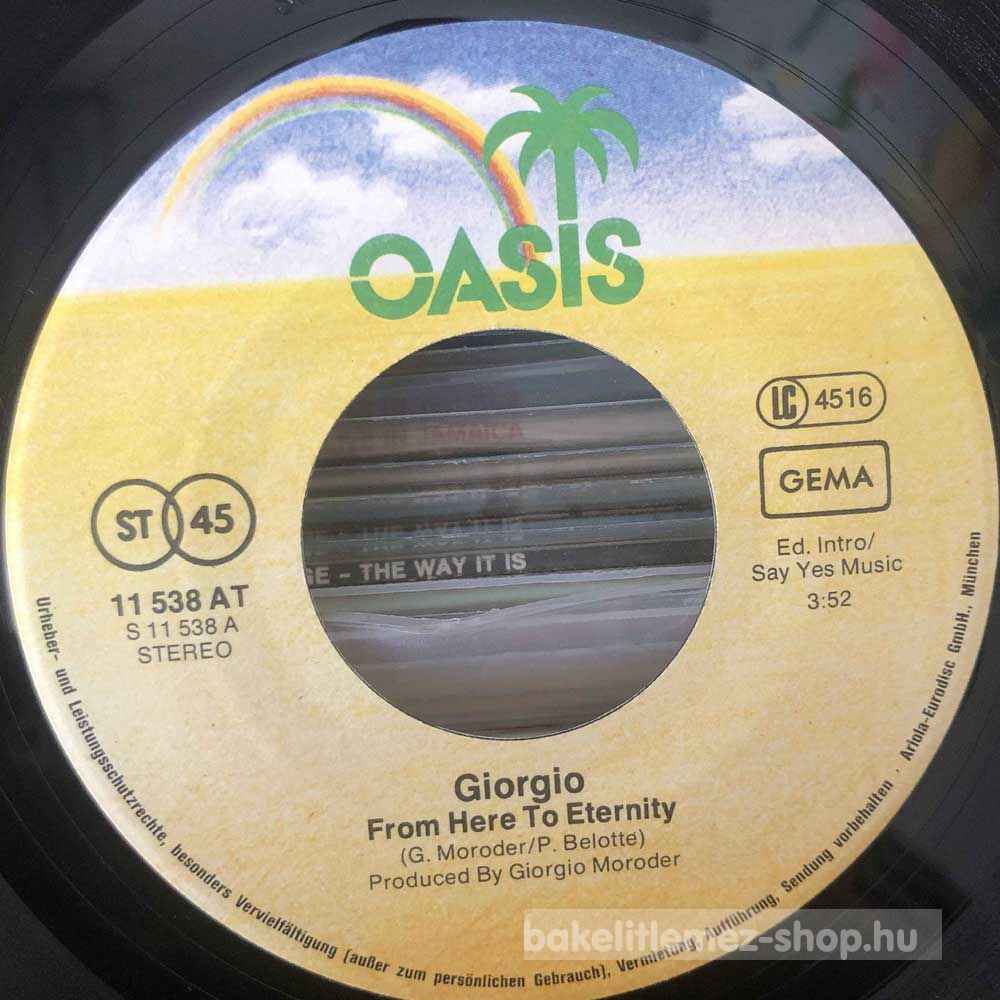 OASIS
LC 4516
GEMA
ST 45
Ed. Intro/
Say Yes Music
3:52
11 538 AT
S 11 538 A
STEREO
JAMAICA
GE – THE WAY IT IS
Giorgio
From Here To Eternity
(G. Moroder/P. Belotte)
Produced By Giorgio Moroder
Urheber- und Leistungsschutzrechte, besonders Vervielfältigung (außer zum persönlichen Gebrauch), Vermietung, Aufführung, Sendung vorbehalten · Ariola-Eurodisc GmbH., München
bakelitlemez-shop.hu